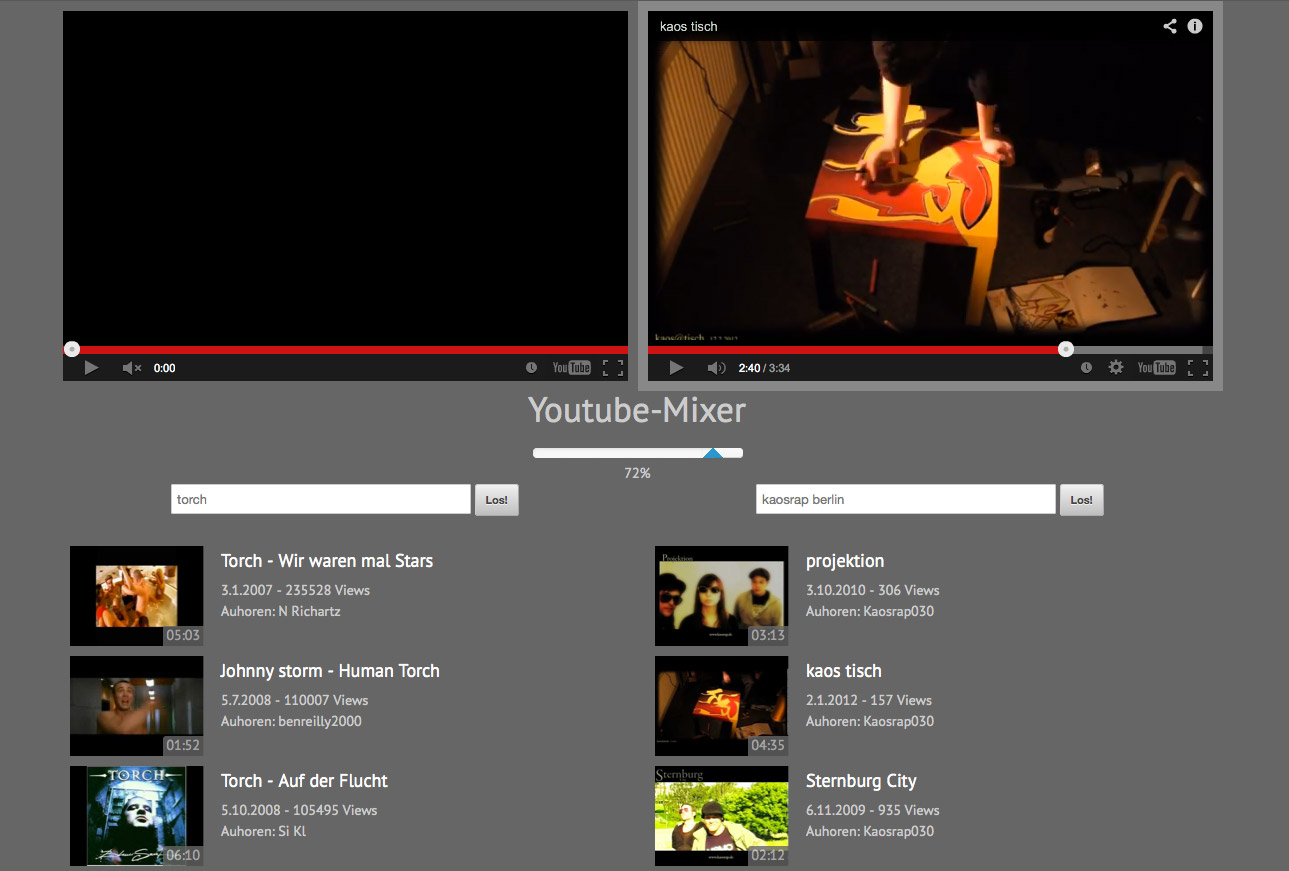 kaos tisch
kaos@tisch
0:00
YouTube
2:40 / 3:34
YouTube
Youtube-Mixer
72%
torch
Los!
kaosrap berlin
Los!
Torch - Wir waren mal Stars
3.1.2007 - 235528 Views
Auhoren: N Richartz
05:03
Johnny storm - Human Torch
5.7.2008 - 110007 Views
Auhoren: benreilly2000
01:52
TORCH
Torch - Auf der Flucht
5.10.2008 - 105495 Views
Auhoren: Si Kl
06:10
Projektion
projektion
3.10.2010 - 306 Views
Auhoren: Kaosrap030
03:13
kaos tisch
2.1.2012 - 157 Views
Auhoren: Kaosrap030
04:35
Sternburg
Sternburg City
6.11.2009 - 935 Views
Auhoren: Kaosrap030
02:12